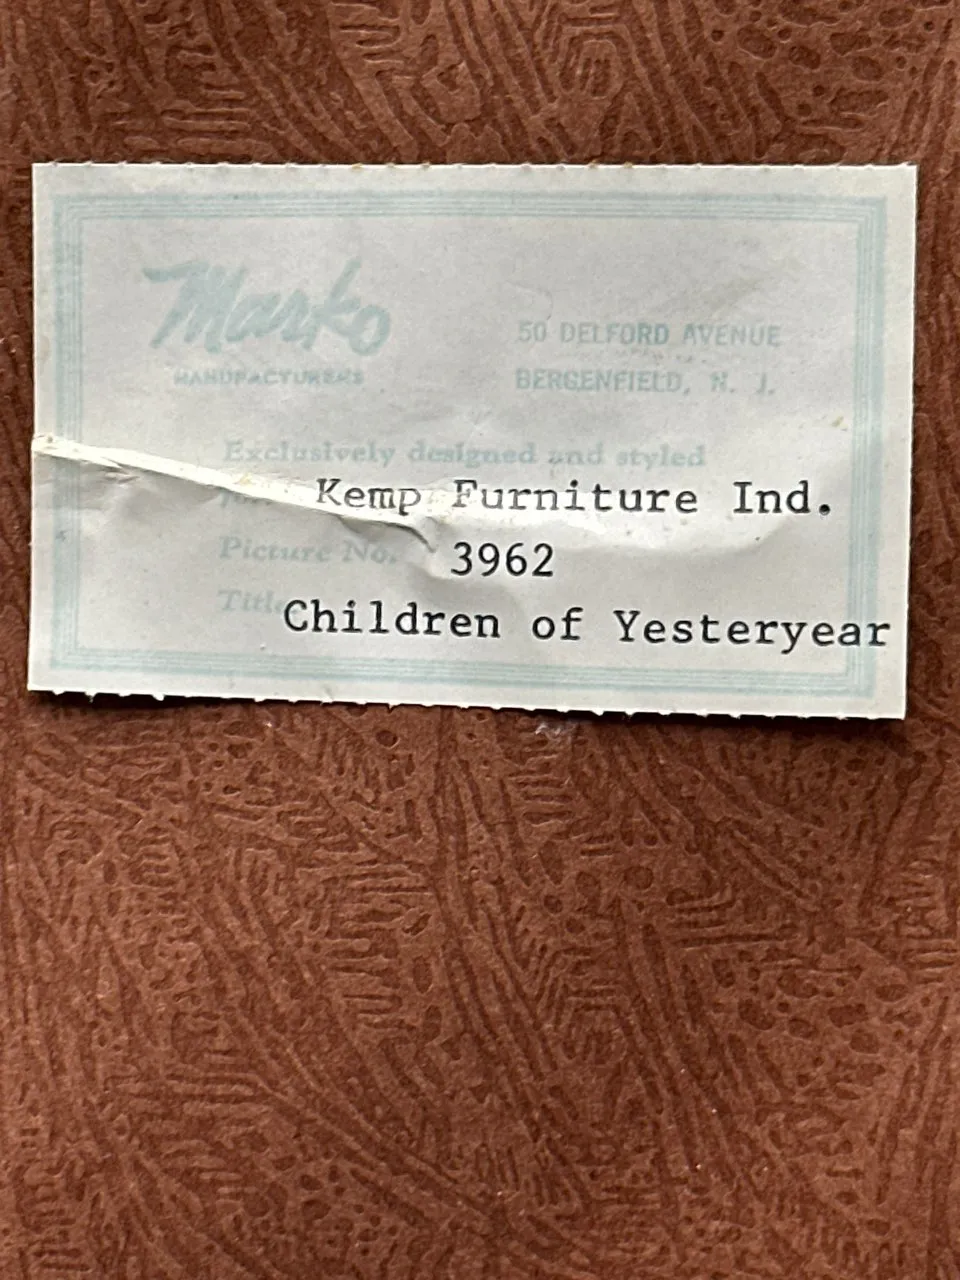 Marko
MANUFACTURERS
50 DELFORD AVENUE
BERGENFIELD, N. J.
Exclusively designed and styled
Kemp Furniture Ind.
Picture No. 3962
Title Children of Yesteryear